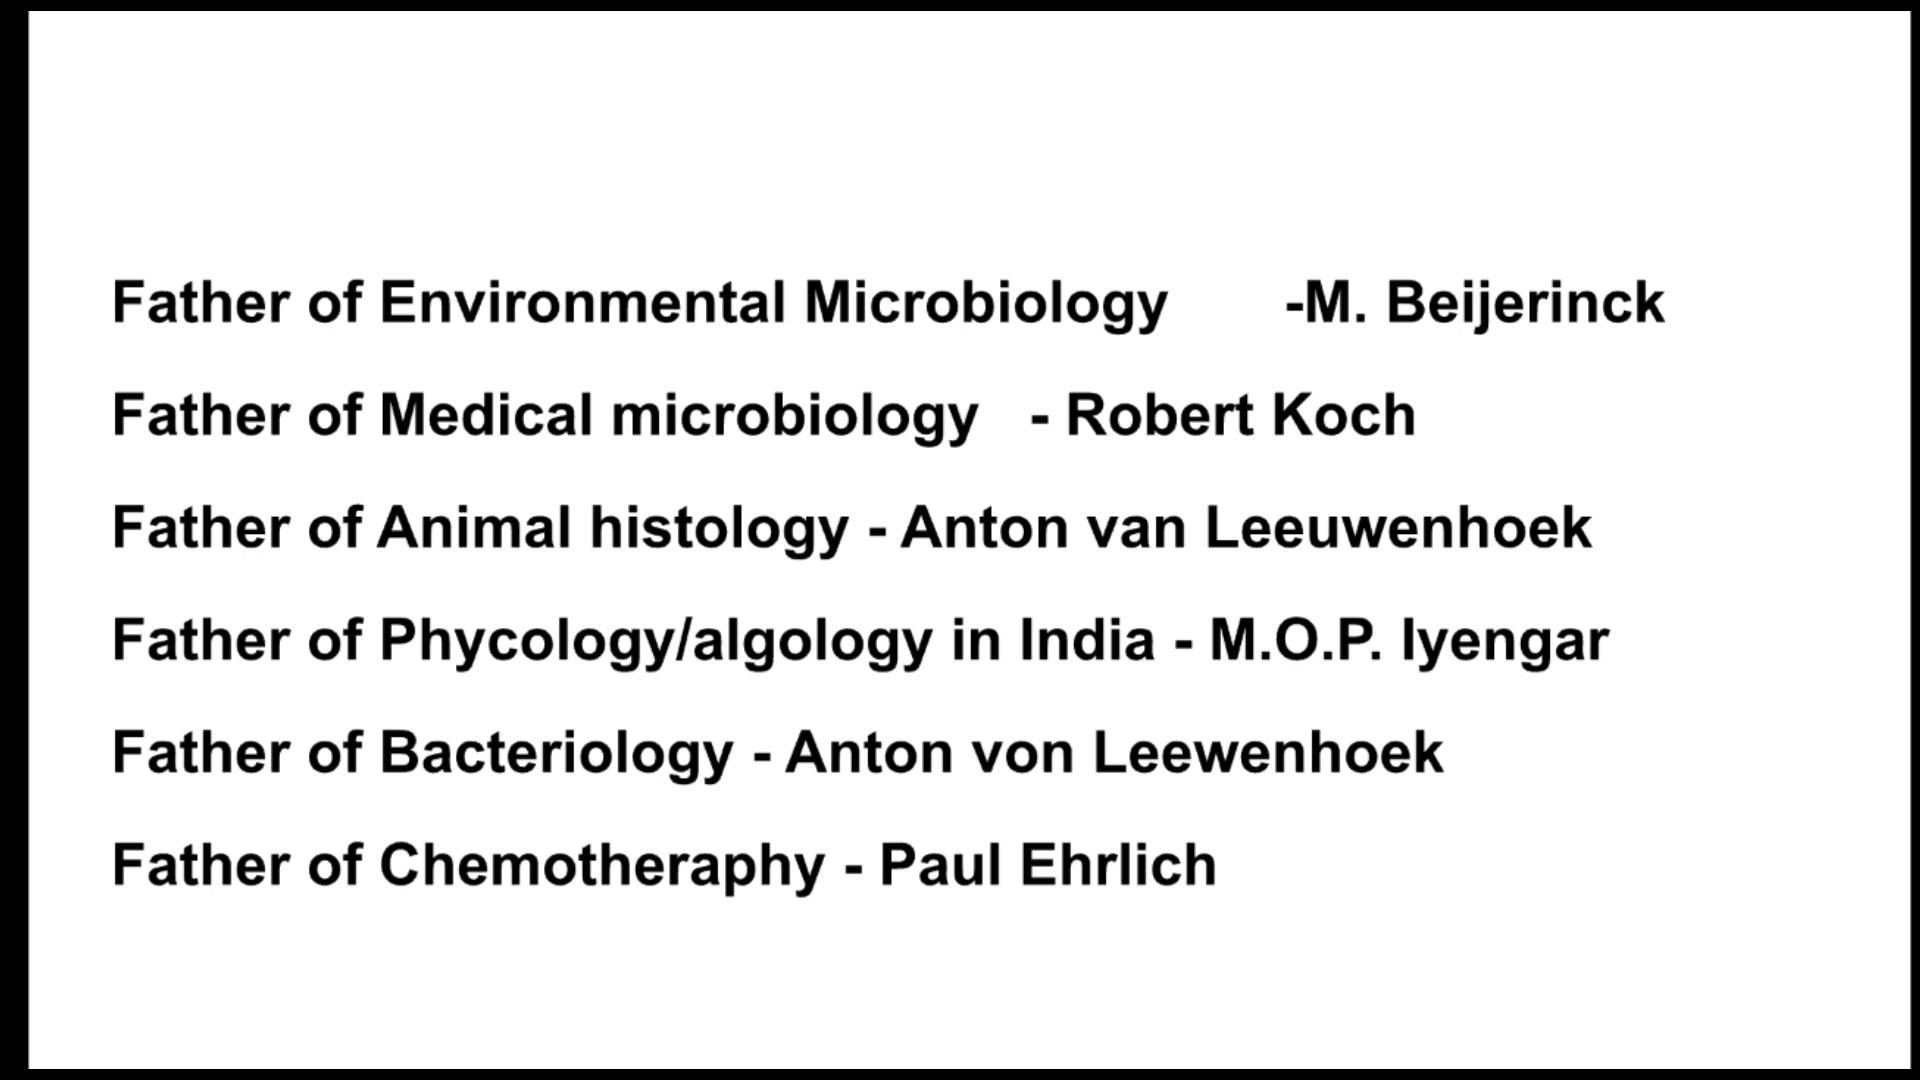 Father of Environmental Microbiology -M. Beijerinck
Father of Medical microbiology - Robert Koch
Father of Animal histology - Anton van Leeuwenhoek
Father of Phycology/algology in India - M.O.P. Iyengar
Father of Bacteriology - Anton von Leewenhoek
Father of Chemotheraphy - Paul Ehrlich